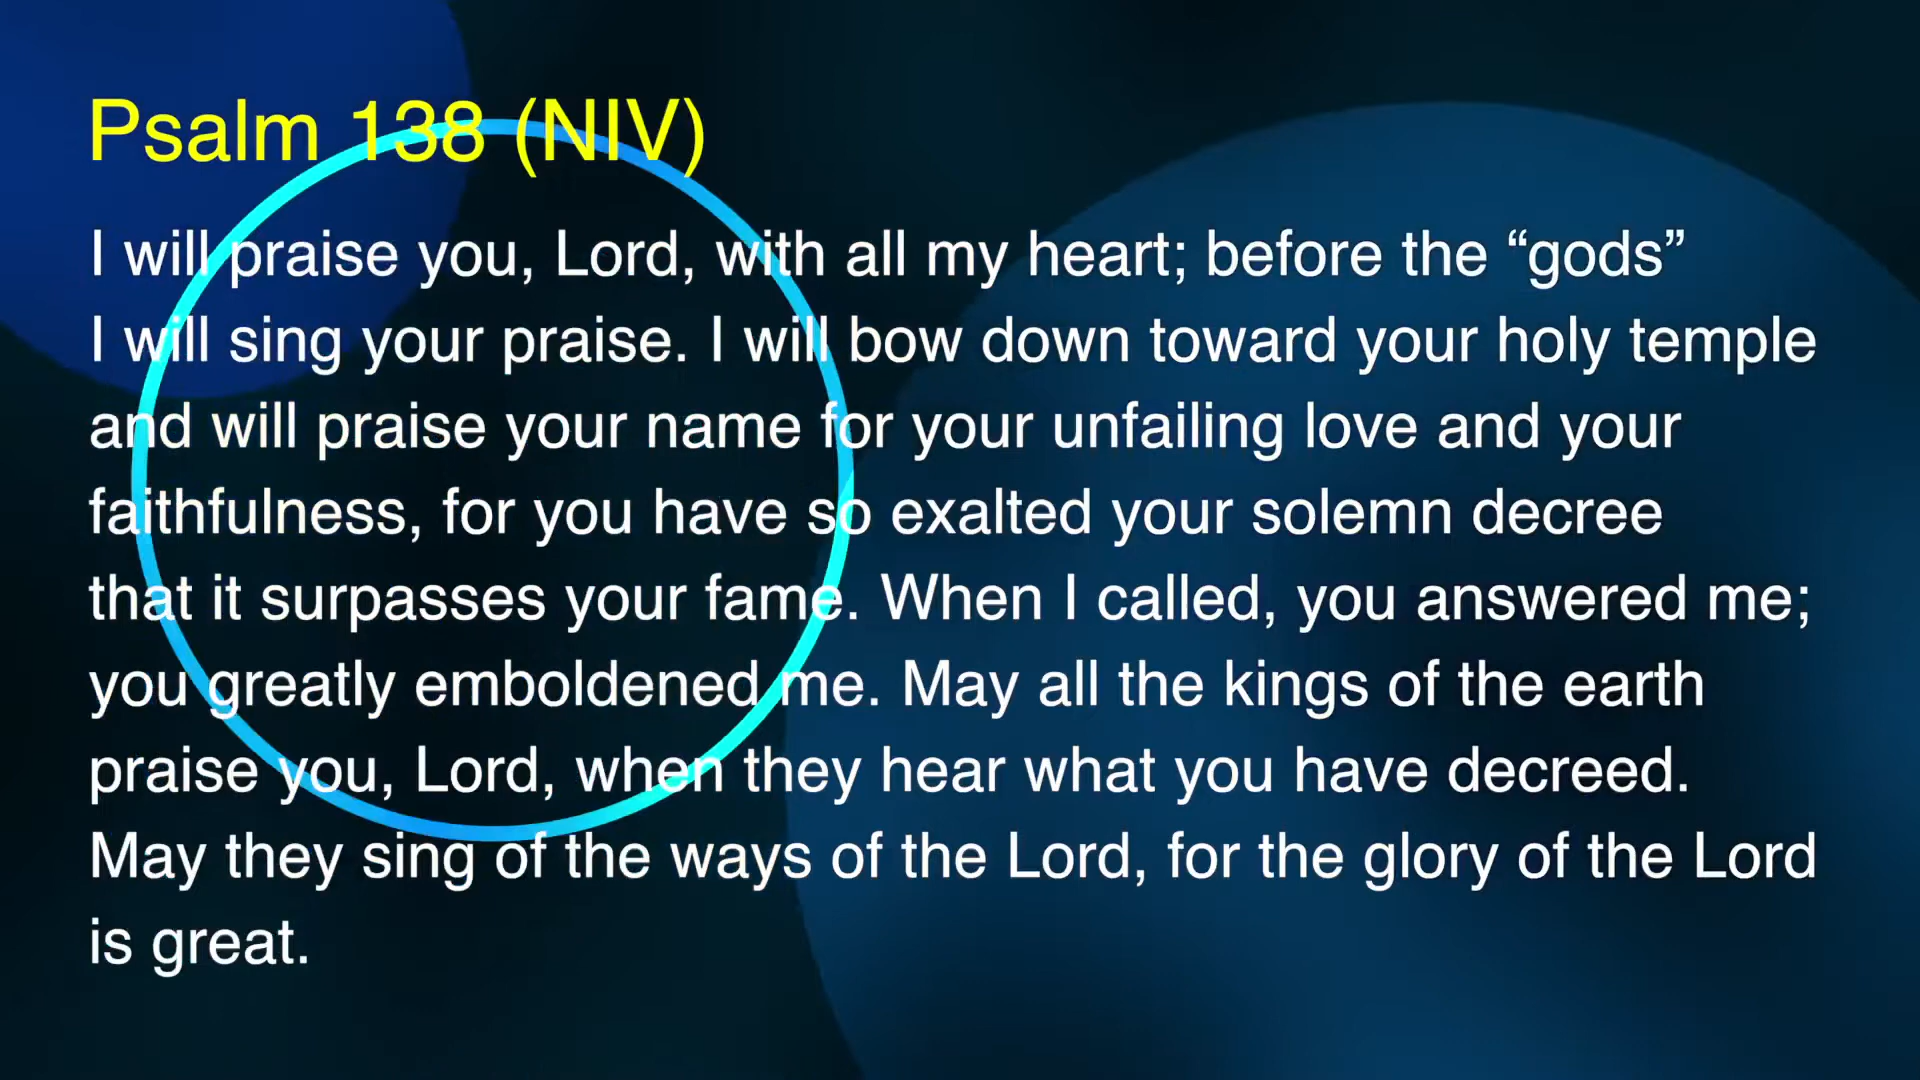 Psalm 138 (NIV)
I will praise you, Lord, with all my heart; before the “gods”
I will sing your praise. I will bow down toward your holy temple
and will praise your name for your unfailing love and your
faithfulness, for you have so exalted your solemn decree
that it surpasses your fame. When I called, you answered me;
you greatly emboldened me. May all the kings of the earth
praise you, Lord, when they hear what you have decreed.
May they sing of the ways of the Lord, for the glory of the Lord
is great.